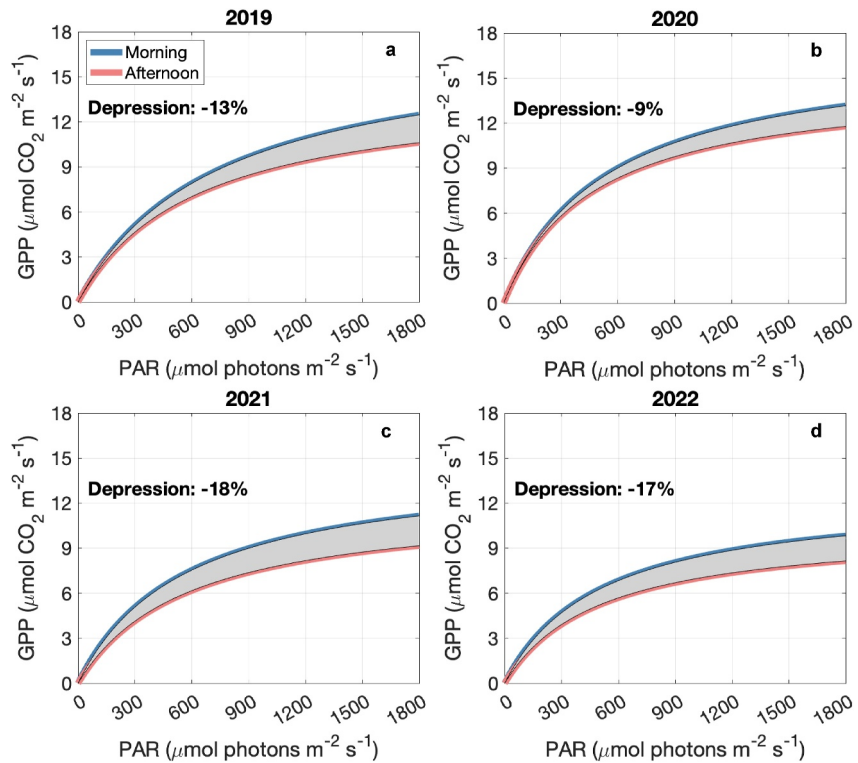 2019
a
Morning
Afternoon
Depression: -13%
GPP (μmol CO2 m-2 s-1)
18
15
12
9
6
3
0
0 300 600 900 1200 1500 1800
PAR (μmol photons m-2 s-1)
2020
b
Depression: -9%
GPP (μmol CO2 m-2 s-1)
18
15
12
9
6
3
0
0 300 600 900 1200 1500 1800
PAR (μmol photons m-2 s-1)
2021
c
Depression: -18%
GPP (μmol CO2 m-2 s-1)
18
15
12
9
6
3
0
0 300 600 900 1200 1500 1800
PAR (μmol photons m-2 s-1)
2022
d
Depression: -17%
GPP (μmol CO2 m-2 s-1)
18
15
12
9
6
3
0
0 300 600 900 1200 1500 1800
PAR (μmol photons m-2 s-1)